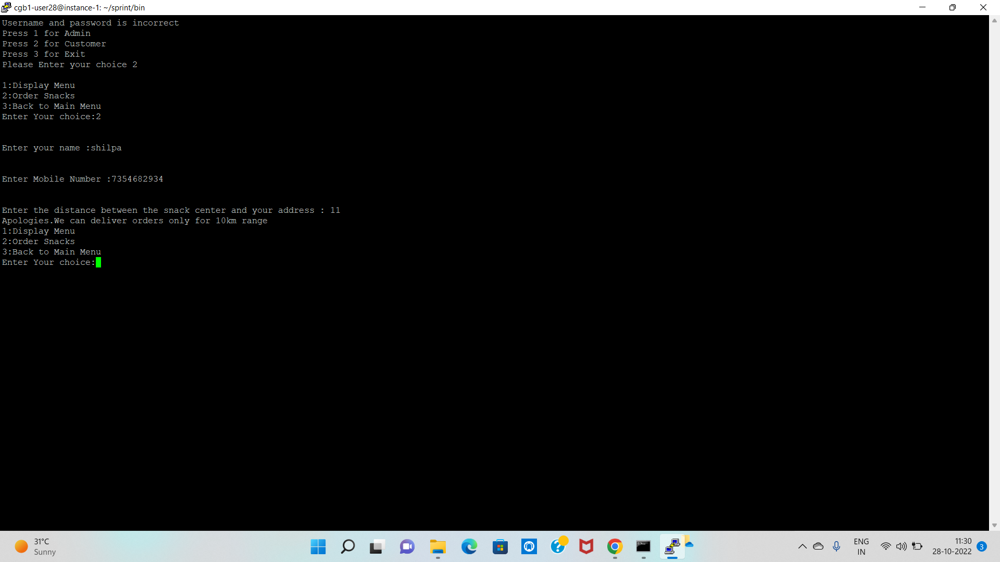 cgb1-user28@instance-1: ~/sprint/bin
Username and password is incorrect
Press 1 for Admin
Press 2 for Customer
Press 3 for Exit
Please Enter your choice 2
1:Display Menu
2:Order Snacks
3:Back to Main Menu
Enter Your choice:2
Enter your name :shilpa
Enter Mobile Number :7354682934
Enter the distance between the snack center and your address : 11
Apologies.We can deliver orders only for 10km range
1:Display Menu
2:Order Snacks
3:Back to Main Menu
Enter Your choice:
31°C
Sunny
ENG
IN
11:30
28-10-2022
3